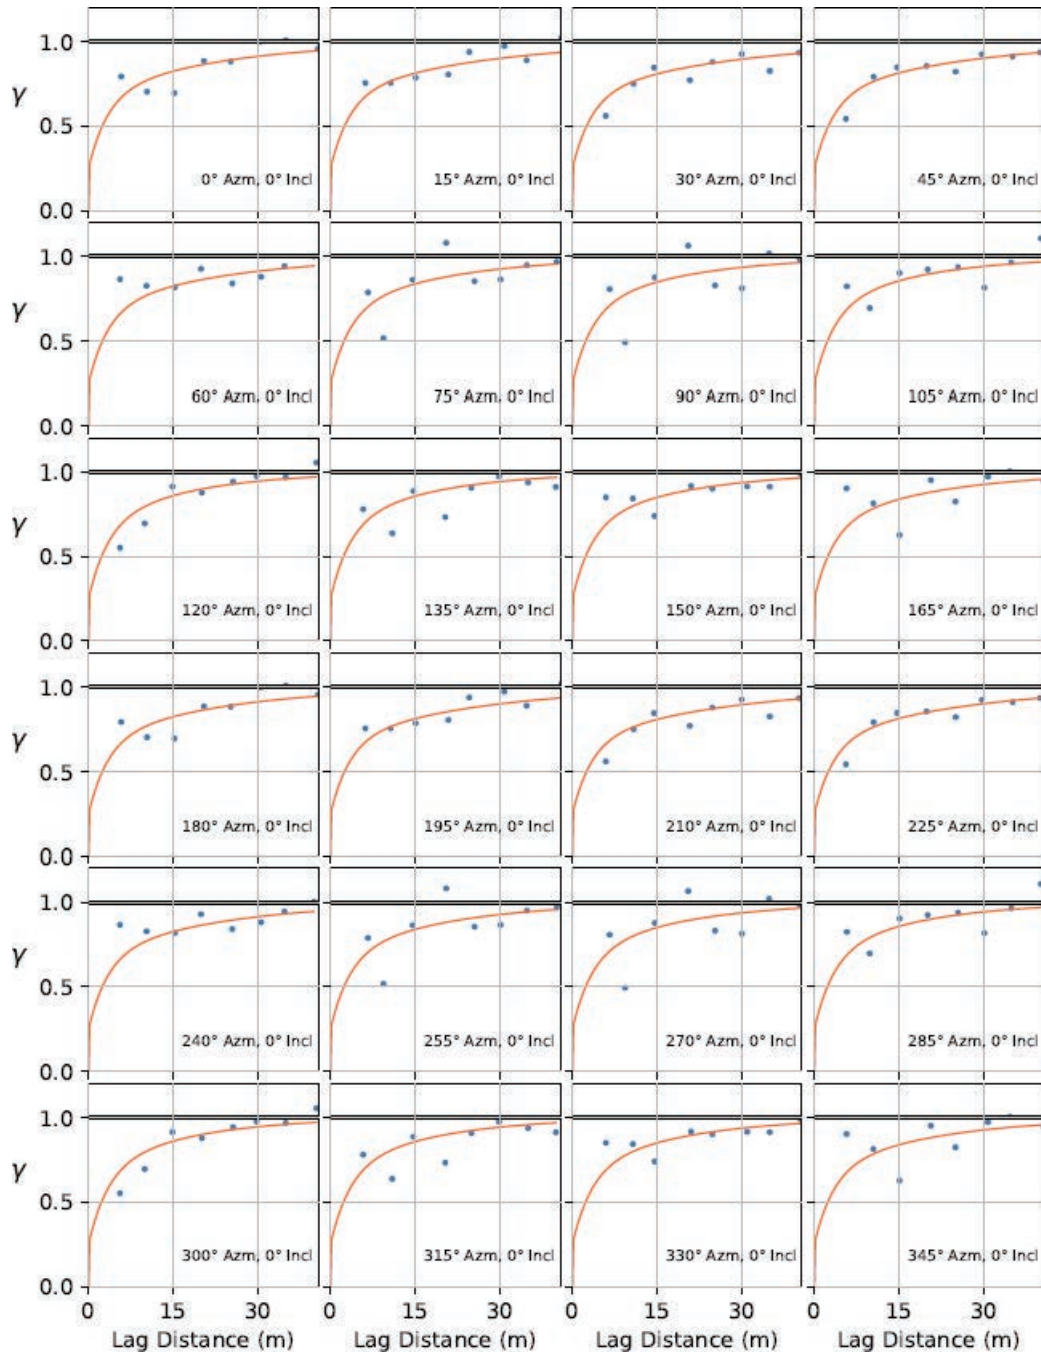 1.0
γ
0.5
0.0
0° Azm, 0° Incl
15° Azm, 0° Incl
30° Azm, 0° Incl
45° Azm, 0° Incl
1.0
γ
0.5
0.0
60° Azm, 0° Incl
75° Azm, 0° Incl
90° Azm, 0° Incl
105° Azm, 0° Incl
1.0
γ
0.5
0.0
120° Azm, 0° Incl
135° Azm, 0° Incl
150° Azm, 0° Incl
165° Azm, 0° Incl
1.0
γ
0.5
0.0
180° Azm, 0° Incl
195° Azm, 0° Incl
210° Azm, 0° Incl
225° Azm, 0° Incl
1.0
γ
0.5
0.0
240° Azm, 0° Incl
255° Azm, 0° Incl
270° Azm, 0° Incl
285° Azm, 0° Incl
1.0
γ
0.5
0.0
300° Azm, 0° Incl
315° Azm, 0° Incl
330° Azm, 0° Incl
345° Azm, 0° Incl
0 15 30 0 15 30 0 15 30 0 15 30
Lag Distance (m) Lag Distance (m) Lag Distance (m) Lag Distance (m)